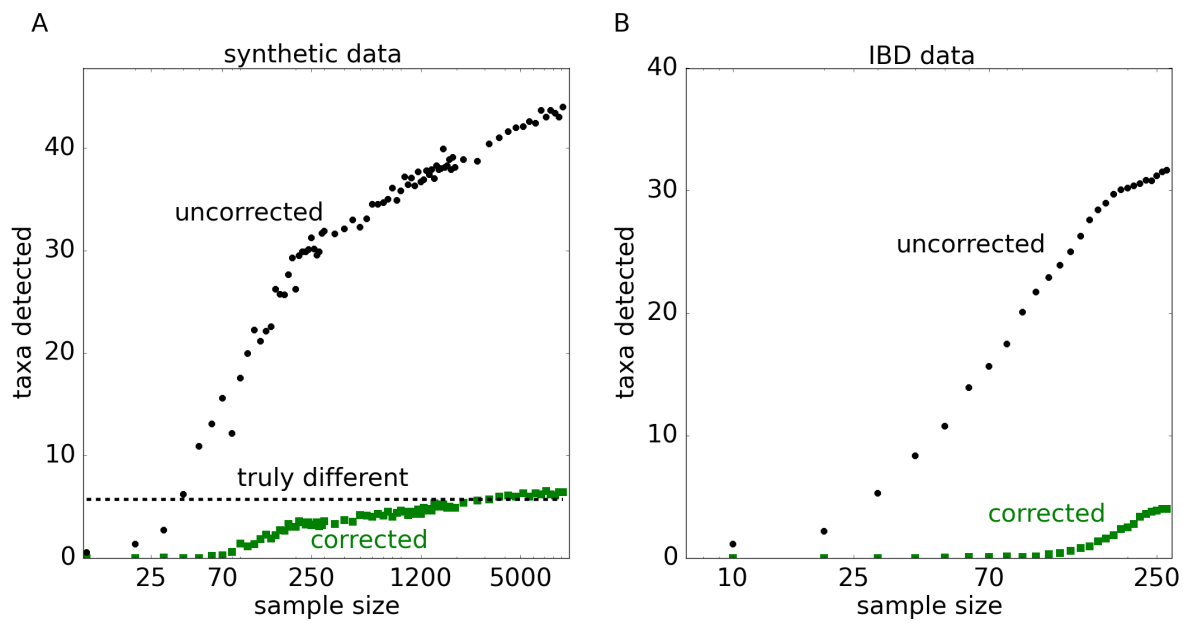 A
synthetic data
taxa detected
40
30
20
10
0
uncorrected
truly different
corrected
25 70 250 1200 5000
sample size
B
IBD data
taxa detected
40
30
20
10
0
uncorrected
corrected
10 25 70 250
sample size